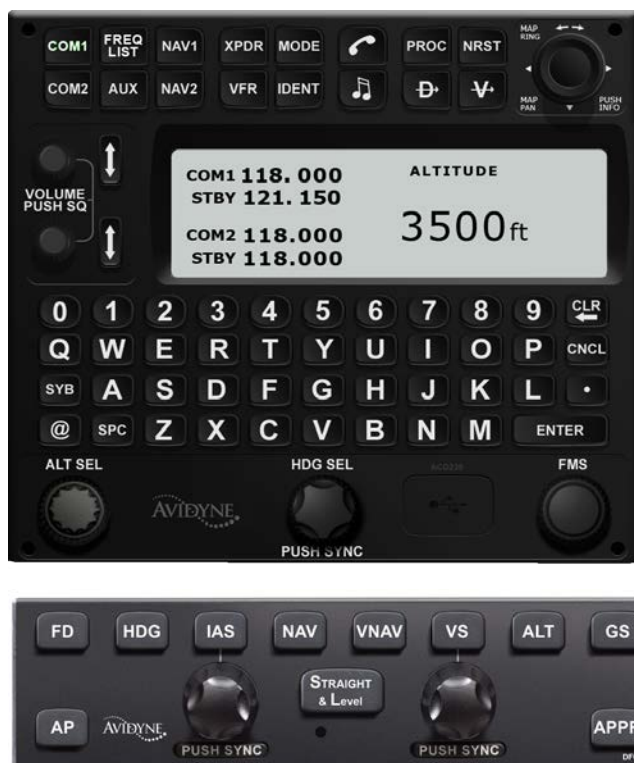 COM1 FREQ LIST NAV1 XPDR MODE PROC NRST MAP RING
COM2 AUX NAV2 VFR IDENT D V MAP PAN PUSH INFO
VOLUME
PUSH SQ
COM1 118.000
STBY 121.150
COM2 118.000
STBY 118.000
ALTITUDE
3500ft
0 1 2 3 4 5 6 7 8 9 CLR
Q W E R T Y U I O P CNCL
SYB A S D F G H J K L .
@ SPC Z X C V B N M ENTER
ALT SEL HDG SEL ACD230 FMS
AVIDYNE
PUSH SYNC
FD HDG IAS NAV VNAV VS ALT GS
STRAIGHT
& Level
AP AVIDYNE
PUSH SYNC PUSH SYNC